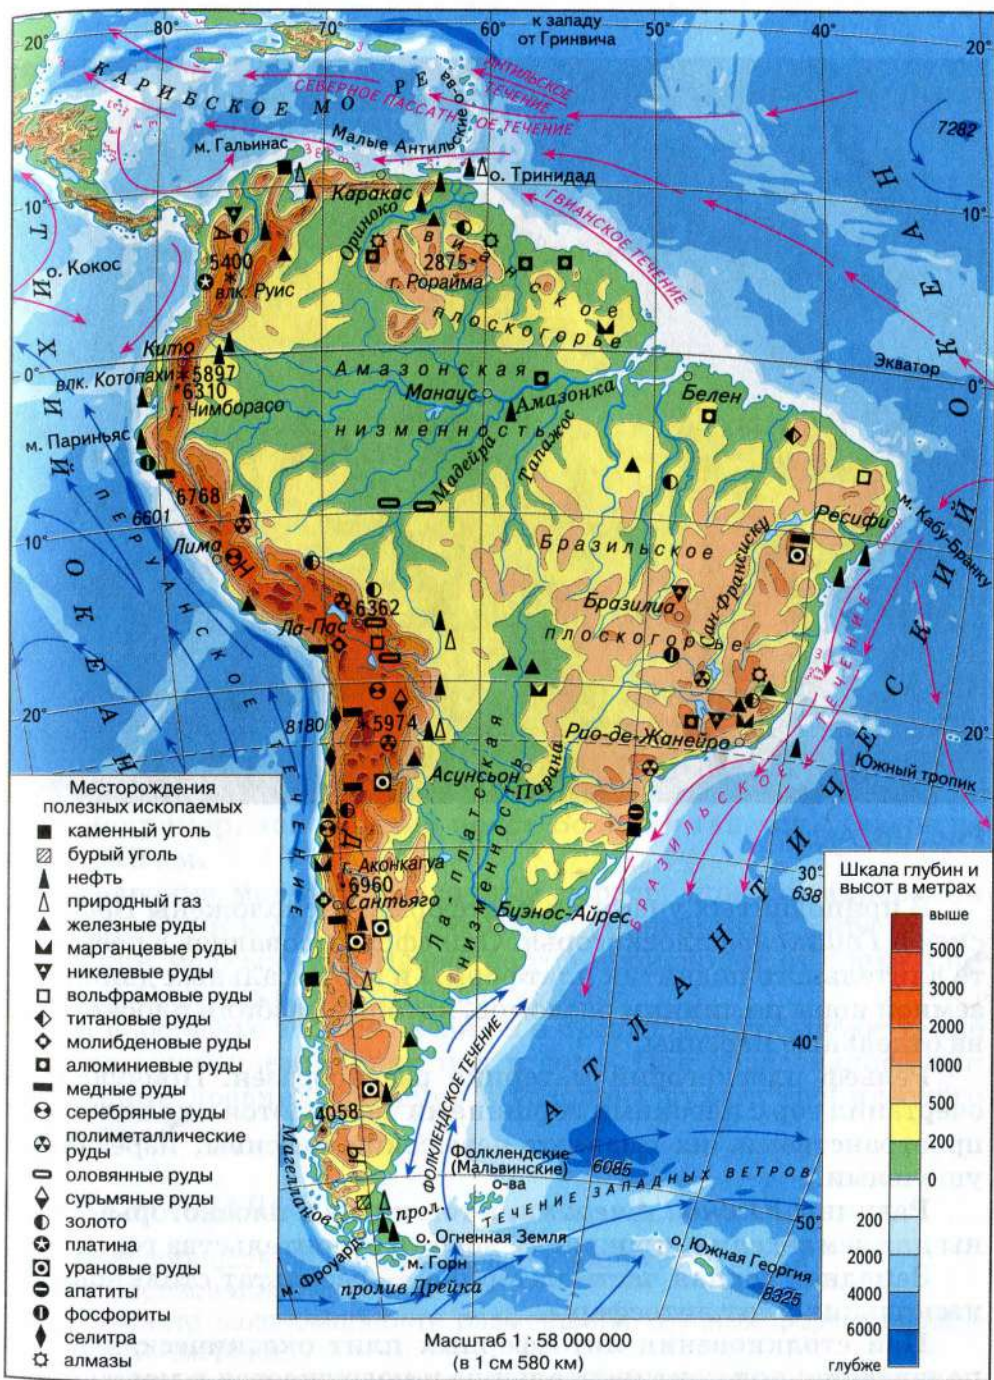 80°
70°
60°
к западу
от Гринвича
50°
40°
20°
20°
КАРИБСКОЕ МОРЕ
АНТИЛЬСКОЕ
ТЕЧЕНИЕ
СЕВЕРНОЕ ПАССАТНОЕ ТЕЧЕНИЕ
Малые Антильские о-ва
м. Гальинас
7282
о. Тринидад
Каракас
10°
10°
Ориноко
ГВИАНСКОЕ ТЕЧЕНИЕ
Гвианское
плоскогорье
2875
г. Рорайма
5400
влк. Руис
о. Кокос
ТИХИЙ
ОКЕАН
АТЛАНТИЧЕСКИЙ
ОКЕАН
АНДЫ
Кито
Экватор
0°
0°
влк. Котопахи
5897
6310
г. Чимборасо
Амазонская
низменность
Манаус
Амазонка
Белен
м. Париньяс
Мадейра
Тапажос
6768
6601
Ресифи
м. Кабу-Бранку
10°
Лима
ПЕРУАНСКОЕ ТЕЧЕНИЕ
Бразильское
плоскогорье
Сан-Франсиску
Бразилиа
6362
Ла-Пас
20°
8180
5974
Рио-де-Жанейро
Асунсьон
Парана
Южный тропик
БРАЗИЛЬСКОЕ ТЕЧЕНИЕ
Ла-Платская
низменность
г. Аконкагуа
6960
Сантьяго
Буэнос-Айрес
30°
638
40°
ФОЛКЛЕНДСКОЕ ТЕЧЕНИЕ
4058
Фолклендские
(Мальвинские)
о-ва
6085
ТЕЧЕНИЕ ЗАПАДНЫХ ВЕТРОВ
Магелланов прол.
50°
о. Огненная Земля
о. Южная Георгия
м. Фроуард
м. Горн
пролив Дрейка
8325
Месторождения
полезных ископаемых
каменный уголь
бурый уголь
нефть
природный газ
железные руды
марганцевые руды
никелевые руды
вольфрамовые руды
титановые руды
молибденовые руды
алюминиевые руды
медные руды
серебряные руды
полиметаллические
руды
оловянные руды
сурьмяные руды
золото
платина
урановые руды
апатиты
фосфориты
селитра
алмазы
Масштаб 1 : 58 000 000
(в 1 см 580 км)
Шкала глубин и
высот в метрах
выше
5000
3000
2000
1000
500
200
0
200
2000
4000
6000
глубже